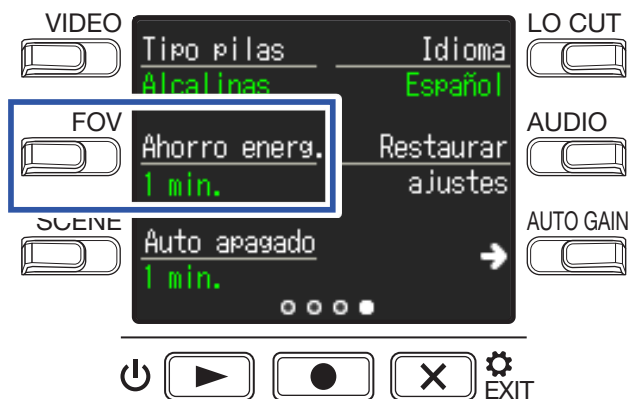 VIDEO
LO CUT
Tipo pilas
Idioma
Alcalinas
Español
FOV
AUDIO
Ahorro energ.
Restaurar
1 min.
ajustes
SCENE
AUTO GAIN
Auto apagado
1 min.
EXIT